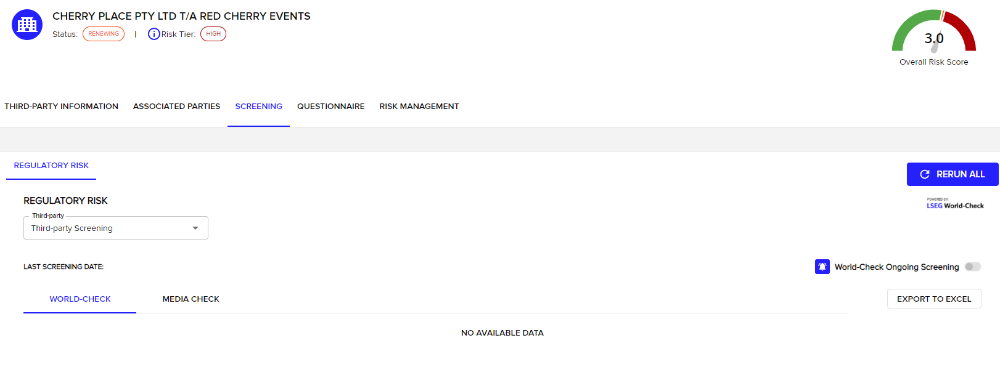 CHERRY PLACE PTY LTD T/A RED CHERRY EVENTS
Status: RENEWING | Risk Tier: HIGH
3.0
Overall Risk Score
THIRD-PARTY INFORMATION ASSOCIATED PARTIES SCREENING QUESTIONNAIRE RISK MANAGEMENT
REGULATORY RISK
RERUN ALL
REGULATORY RISK
POWERED BY:
LSEG World-Check
Third-party
Third-party Screening
LAST SCREENING DATE:
World-Check Ongoing Screening
WORLD-CHECK MEDIA CHECK
EXPORT TO EXCEL
NO AVAILABLE DATA